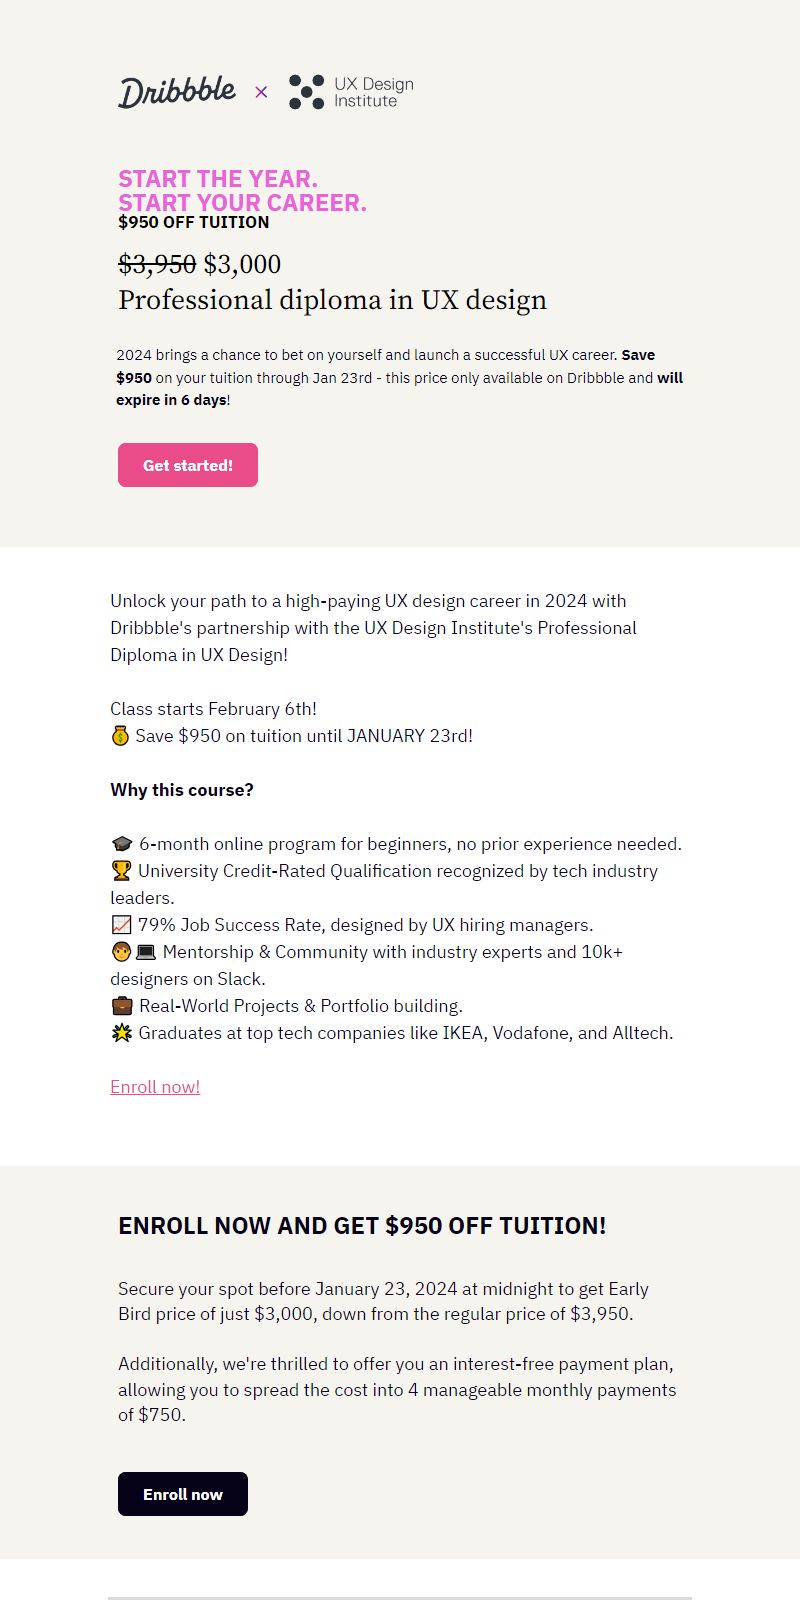 Dribbble × UX Design
Institute
START THE YEAR.
START YOUR CAREER.
$950 OFF TUITION
$3,950 $3,000
Professional diploma in UX design
2024 brings a chance to bet on yourself and launch a successful UX career. Save
$950 on your tuition through Jan 23rd - this price only available on Dribbble and will
expire in 6 days!
Get started!
Unlock your path to a high-paying UX design career in 2024 with
Dribbble's partnership with the UX Design Institute's Professional
Diploma in UX Design!
Class starts February 6th!
💰 Save $950 on tuition until JANUARY 23rd!
Why this course?
🎓 6-month online program for beginners, no prior experience needed.
🏆 University Credit-Rated Qualification recognized by tech industry
leaders.
📈 79% Job Success Rate, designed by UX hiring managers.
🧑💻 Mentorship & Community with industry experts and 10k+
designers on Slack.
💼 Real-World Projects & Portfolio building.
🌟 Graduates at top tech companies like IKEA, Vodafone, and Alltech.
Enroll now!
ENROLL NOW AND GET $950 OFF TUITION!
Secure your spot before January 23, 2024 at midnight to get Early
Bird price of just $3,000, down from the regular price of $3,950.
Additionally, we're thrilled to offer you an interest-free payment plan,
allowing you to spread the cost into 4 manageable monthly payments
of $750.
Enroll now